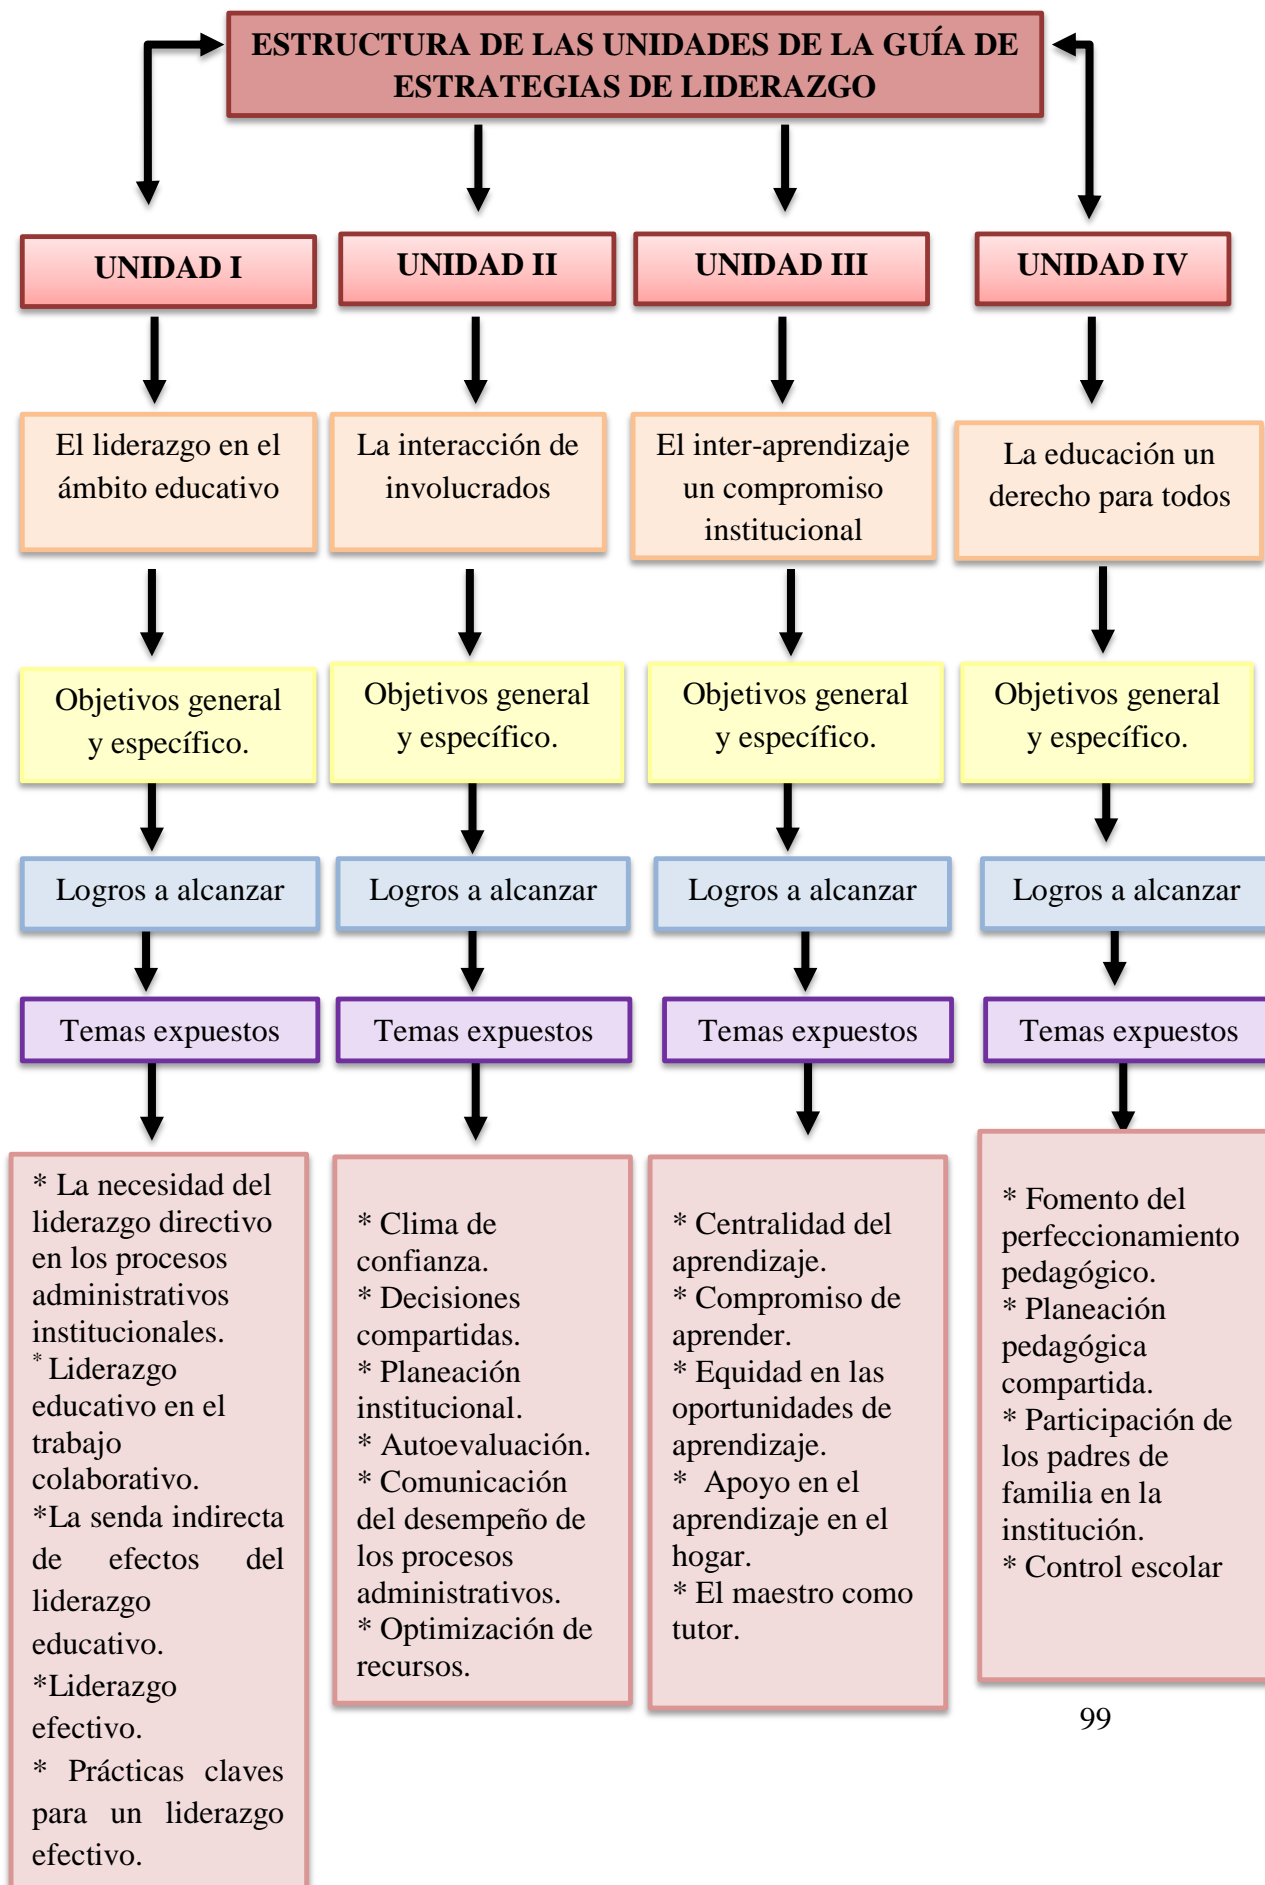 ESTRUCTURA DE LAS UNIDADES DE LA GUÍA DE
ESTRATEGIAS DE LIDERAZGO
UNIDAD I
UNIDAD II
UNIDAD III
UNIDAD IV
El liderazgo en el
ámbito educativo
La interacción de
involucrados
El inter-aprendizaje
un compromiso
institucional
La educación un
derecho para todos
Objetivos general
y específico.
Objetivos general
y específico.
Objetivos general
y específico.
Objetivos general
y específico.
Logros a alcanzar
Logros a alcanzar
Logros a alcanzar
Logros a alcanzar
Temas expuestos
Temas expuestos
Temas expuestos
Temas expuestos
* La necesidad del
liderazgo directivo
en los procesos
administrativos
institucionales.
* Liderazgo
educativo en el
trabajo
colaborativo.
*La senda indirecta
de efectos del
liderazgo
educativo.
*Liderazgo
efectivo.
* Prácticas claves
para un liderazgo
efectivo.
* Clima de
confianza.
* Decisiones
compartidas.
* Planeación
institucional.
* Autoevaluación.
* Comunicación
del desempeño de
los procesos
administrativos.
* Optimización de
recursos.
* Centralidad del
aprendizaje.
* Compromiso de
aprender.
* Equidad en las
oportunidades de
aprendizaje.
* Apoyo en el
aprendizaje en el
hogar.
* El maestro como
tutor.
* Fomento del
perfeccionamiento
pedagógico.
* Planeación
pedagógica
compartida.
* Participación de
los padres de
familia en la
institución.
* Control escolar
99